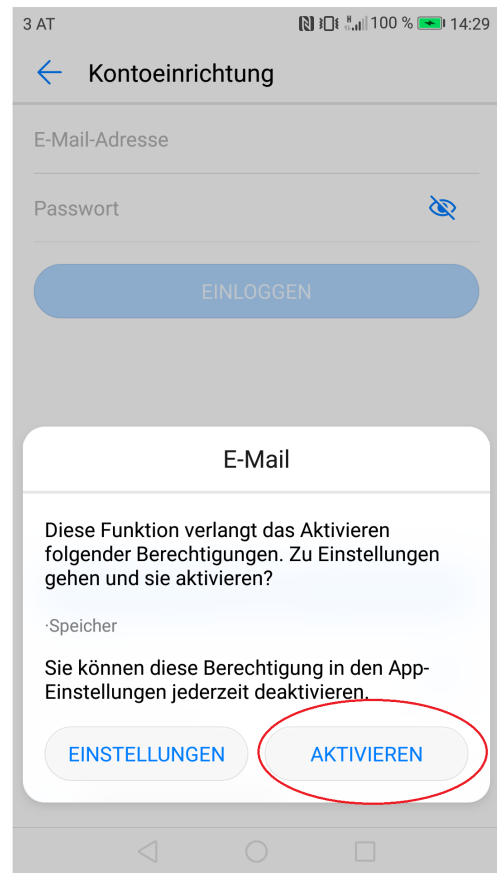 3 AT 100 % 14:29
Kontoeinrichtung
E-Mail-Adresse
Passwort
EINLOGGEN
E-Mail
Diese Funktion verlangt das Aktivieren
folgender Berechtigungen. Zu Einstellungen
gehen und sie aktivieren?
·Speicher
Sie können diese Berechtigung in den App-
Einstellungen jederzeit deaktivieren.
EINSTELLUNGEN AKTIVIEREN